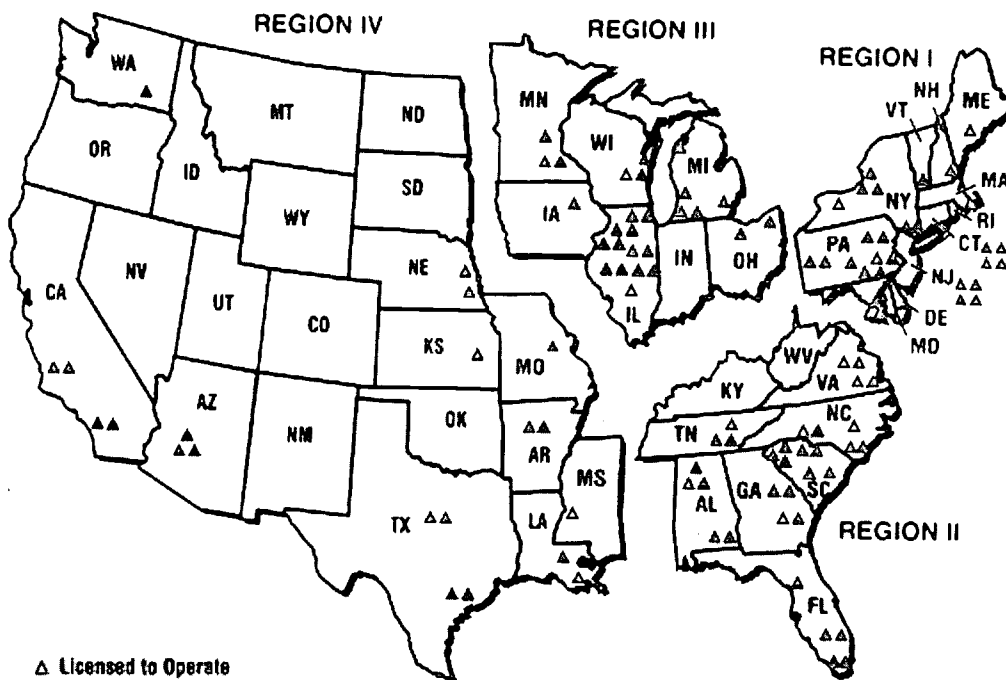 REGION IV
REGION III
REGION I
WA
MT
ND
MN
WI
MI
VT
NH
ME
OR
ID
SD
WY
IA
NY
MA
RI
CT
PA
NJ
DE
MD
NV
CA
UT
CO
NE
KS
IL
IN
OH
MO
WV
KY
VA
NC
TN
AZ
NM
OK
AR
MS
AL
GA
SC
TX
LA
REGION II
FL
Licensed to Operate